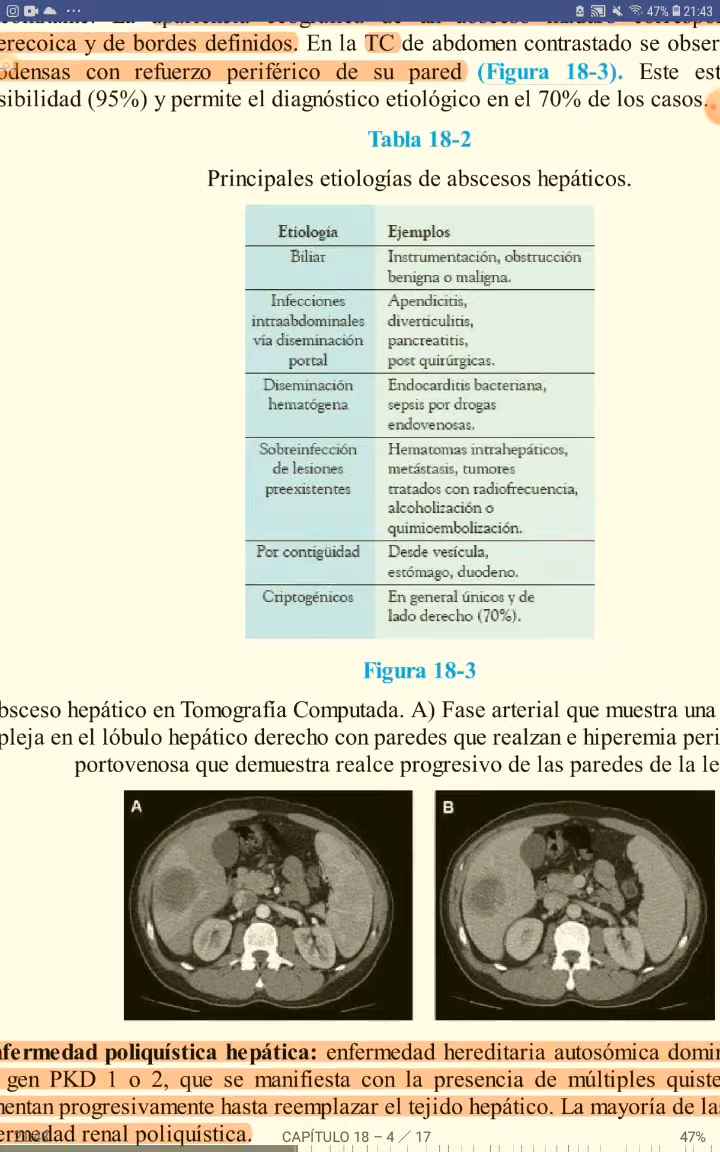 47% 21:43
erecoica y de bordes definidos. En la TC de abdomen contrastado se obser
odensas con refuerzo periférico de su pared (Figura 18-3). Este est
sibilidad (95%) y permite el diagnóstico etiológico en el 70% de los casos.
Tabla 18-2
Principales etiologías de abscesos hepáticos.
Etiología Ejemplos
Biliar Instrumentación, obstrucción
benigna o maligna.
Infecciones Apendicitis,
intraabdominales diverticulitis,
vía diseminación pancreatitis,
portal post quirúrgicas.
Diseminación Endocarditis bacteriana,
hematógena sepsis por drogas
endovenosas.
Sobreinfección Hematomas intrahepáticos,
de lesiones metástasis, tumores
preexistentes tratados con radiofrecuencia,
alcoholización o
quimioembolización.
Por contigüidad Desde vesícula,
estómago, duodeno.
Criptogénicos En general únicos y de
lado derecho (70%).
Figura 18-3
bsceso hepático en Tomografía Computada. A) Fase arterial que muestra una
pleja en el lóbulo hepático derecho con paredes que realzan e hiperemia peri
portovenosa que demuestra realce progresivo de las paredes de la le
A B
nfermedad poliquística hepática: enfermedad hereditaria autosómica domin
gen PKD 1 o 2, que se manifiesta con la presencia de múltiples quiste
mentan progresivamente hasta reemplazar el tejido hepático. La mayoría de la
ermedad renal poliquística.
CAPÍTULO 18 – 4 / 17 47%